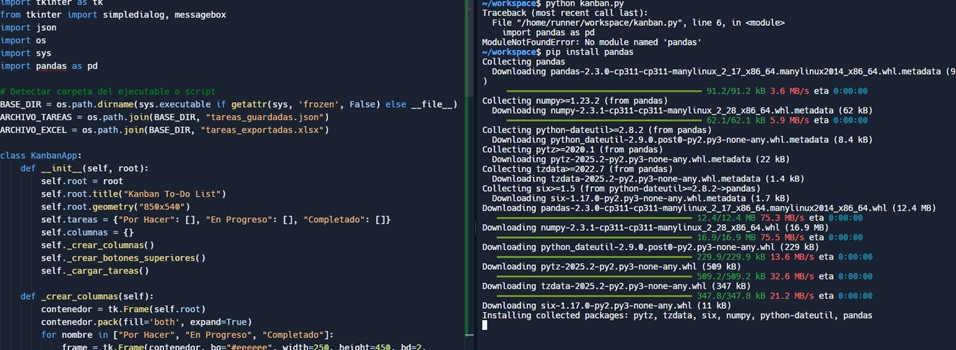 import tkinter as tk
from tkinter import simpledialog, messagebox
import json
import os
import sys
import pandas as pd
# Detectar carpeta del ejecutable o script
BASE_DIR = os.path.dirname(sys.executable if getattr(sys, 'frozen', False) else __file__)
ARCHIVO_TAREAS = os.path.join(BASE_DIR, "tareas_guardadas.json")
ARCHIVO_EXCEL = os.path.join(BASE_DIR, "tareas_exportadas.xlsx")
class KanbanApp:
def __init__(self, root):
self.root = root
self.root.title("Kanban To-Do List")
self.root.geometry("850x540")
self.tareas = {"Por Hacer": [], "En Progreso": [], "Completado": []}
self.columnas = {}
self._crear_columnas()
self._crear_botones_superiores()
self._cargar_tareas()
def _crear_columnas(self):
contenedor = tk.Frame(self.root)
contenedor.pack(fill='both', expand=True)
for nombre in ["Por Hacer", "En Progreso", "Completado"]:
frame = tk.Frame(contenedor, bg="#eeeeee", width=250, height=450, bd=2,
~/workspace$ python kanban.py
Traceback (most recent call last):
File "/home/runner/workspace/kanban.py", line 6, in <module>
import pandas as pd
ModuleNotFoundError: No module named 'pandas'
~/workspace$ pip install pandas
Collecting pandas
Downloading pandas-2.3.0-cp311-cp311-manylinux_2_17_x86_64.manylinux2014_x86_64.whl.metadata (9
)
91.2/91.2 kB 3.6 MB/s eta 0:00:00
Collecting numpy>=1.23.2 (from pandas)
Downloading numpy-2.3.1-cp311-cp311-manylinux_2_28_x86_64.whl.metadata (62 kB)
62.1/62.1 kB 5.9 MB/s eta 0:00:00
Collecting python-dateutil>=2.8.2 (from pandas)
Downloading python_dateutil-2.9.0.post0-py2.py3-none-any.whl.metadata (8.4 kB)
Collecting pytz>=2020.1 (from pandas)
Downloading pytz-2025.2-py2.py3-none-any.whl.metadata (22 kB)
Collecting tzdata>=2022.7 (from pandas)
Downloading tzdata-2025.2-py2.py3-none-any.whl.metadata (1.4 kB)
Collecting six>=1.5 (from python-dateutil>=2.8.2->pandas)
Downloading six-1.17.0-py2.py3-none-any.whl.metadata (1.7 kB)
Downloading pandas-2.3.0-cp311-cp311-manylinux_2_17_x86_64.manylinux2014_x86_64.whl (12.4 MB)
12.4/12.4 MB 75.3 MB/s eta 0:00:00
Downloading numpy-2.3.1-cp311-cp311-manylinux_2_28_x86_64.whl (16.9 MB)
16.9/16.9 MB 75.5 MB/s eta 0:00:00
Downloading python_dateutil-2.9.0.post0-py2.py3-none-any.whl (229 kB)
229.9/229.9 kB 13.6 MB/s eta 0:00:00
Downloading pytz-2025.2-py2.py3-none-any.whl (509 kB)
509.2/509.2 kB 32.6 MB/s eta 0:00:00
Downloading tzdata-2025.2-py2.py3-none-any.whl (347 kB)
347.8/347.8 kB 21.2 MB/s eta 0:00:00
Downloading six-1.17.0-py2.py3-none-any.whl (11 kB)
Installing collected packages: pytz, tzdata, six, numpy, python-dateutil, pandas